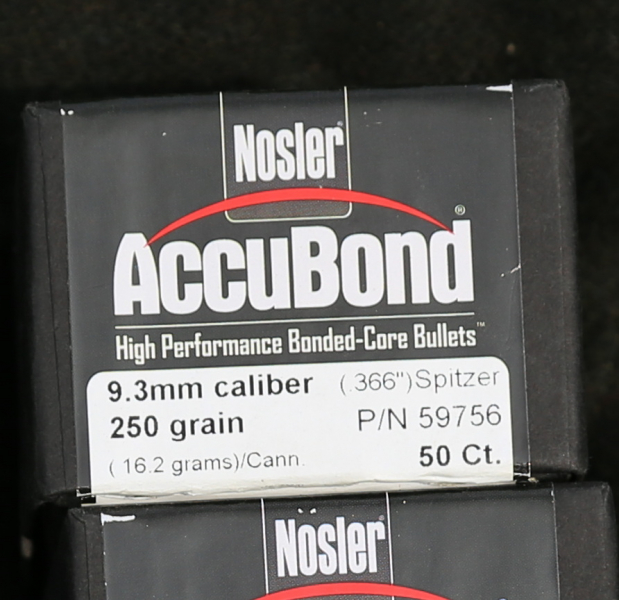 Nosler®
AccuBond®
High Performance Bonded-Core Bullets™
9.3mm caliber (.366")Spitzer
250 grain P/N 59756
( 16.2 grams)/Cann. 50 Ct.
Nosler